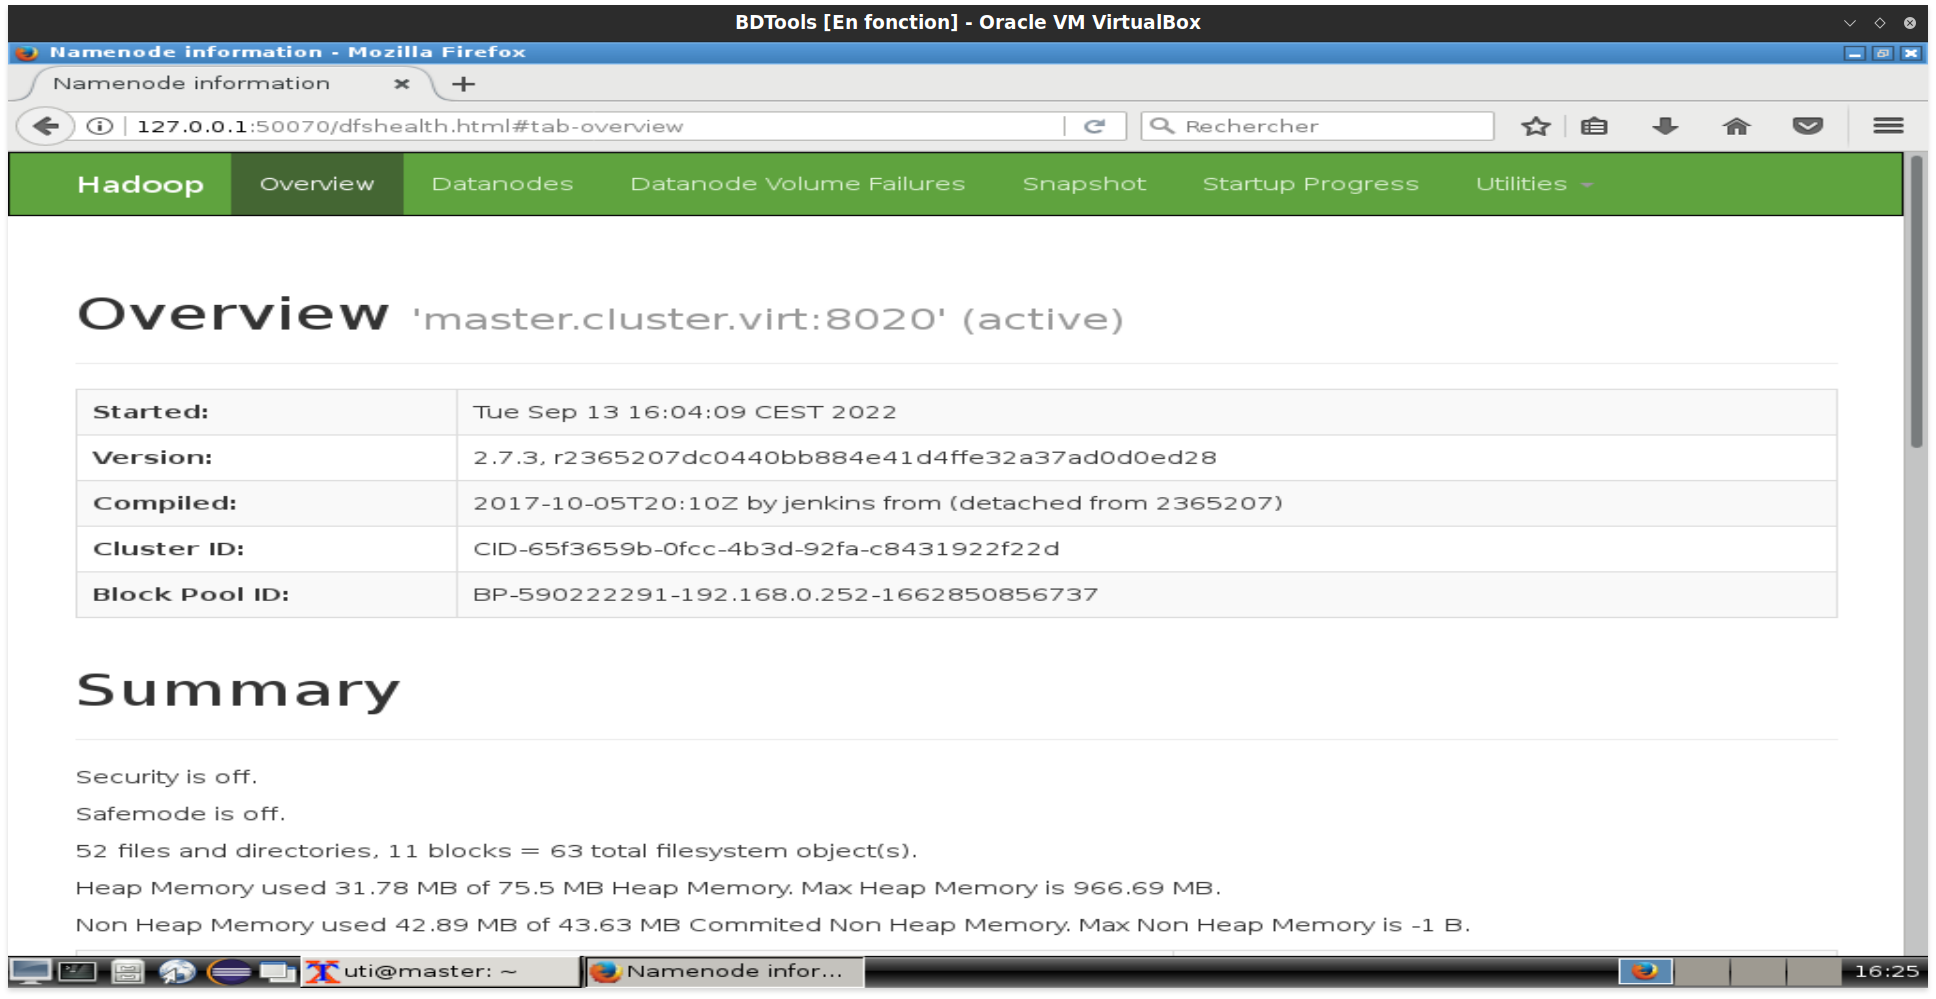 BDTools [En fonction] - Oracle VM VirtualBox
Namenode information - Mozilla Firefox
Namenode information
127.0.0.1:50070/dfshealth.html#tab-overview
Rechercher
Hadoop Overview Datanodes Datanode Volume Failures Snapshot Startup Progress Utilities
Overview 'master.cluster.virt:8020' (active)
Started: Tue Sep 13 16:04:09 CEST 2022
Version: 2.7.3, r2365207dc0440bb884e41d4ffe32a37ad0d0ed28
Compiled: 2017-10-05T20:10Z by jenkins from (detached from 2365207)
Cluster ID: CID-65f3659b-0fcc-4b3d-92fa-c8431922f22d
Block Pool ID: BP-590222291-192.168.0.252-1662850856737
Summary
Security is off.
Safemode is off.
52 files and directories, 11 blocks = 63 total filesystem object(s).
Heap Memory used 31.78 MB of 75.5 MB Heap Memory. Max Heap Memory is 966.69 MB.
Non Heap Memory used 42.89 MB of 43.63 MB Commited Non Heap Memory. Max Non Heap Memory is -1 B.
uti@master: ~ Namenode infor... 16:25